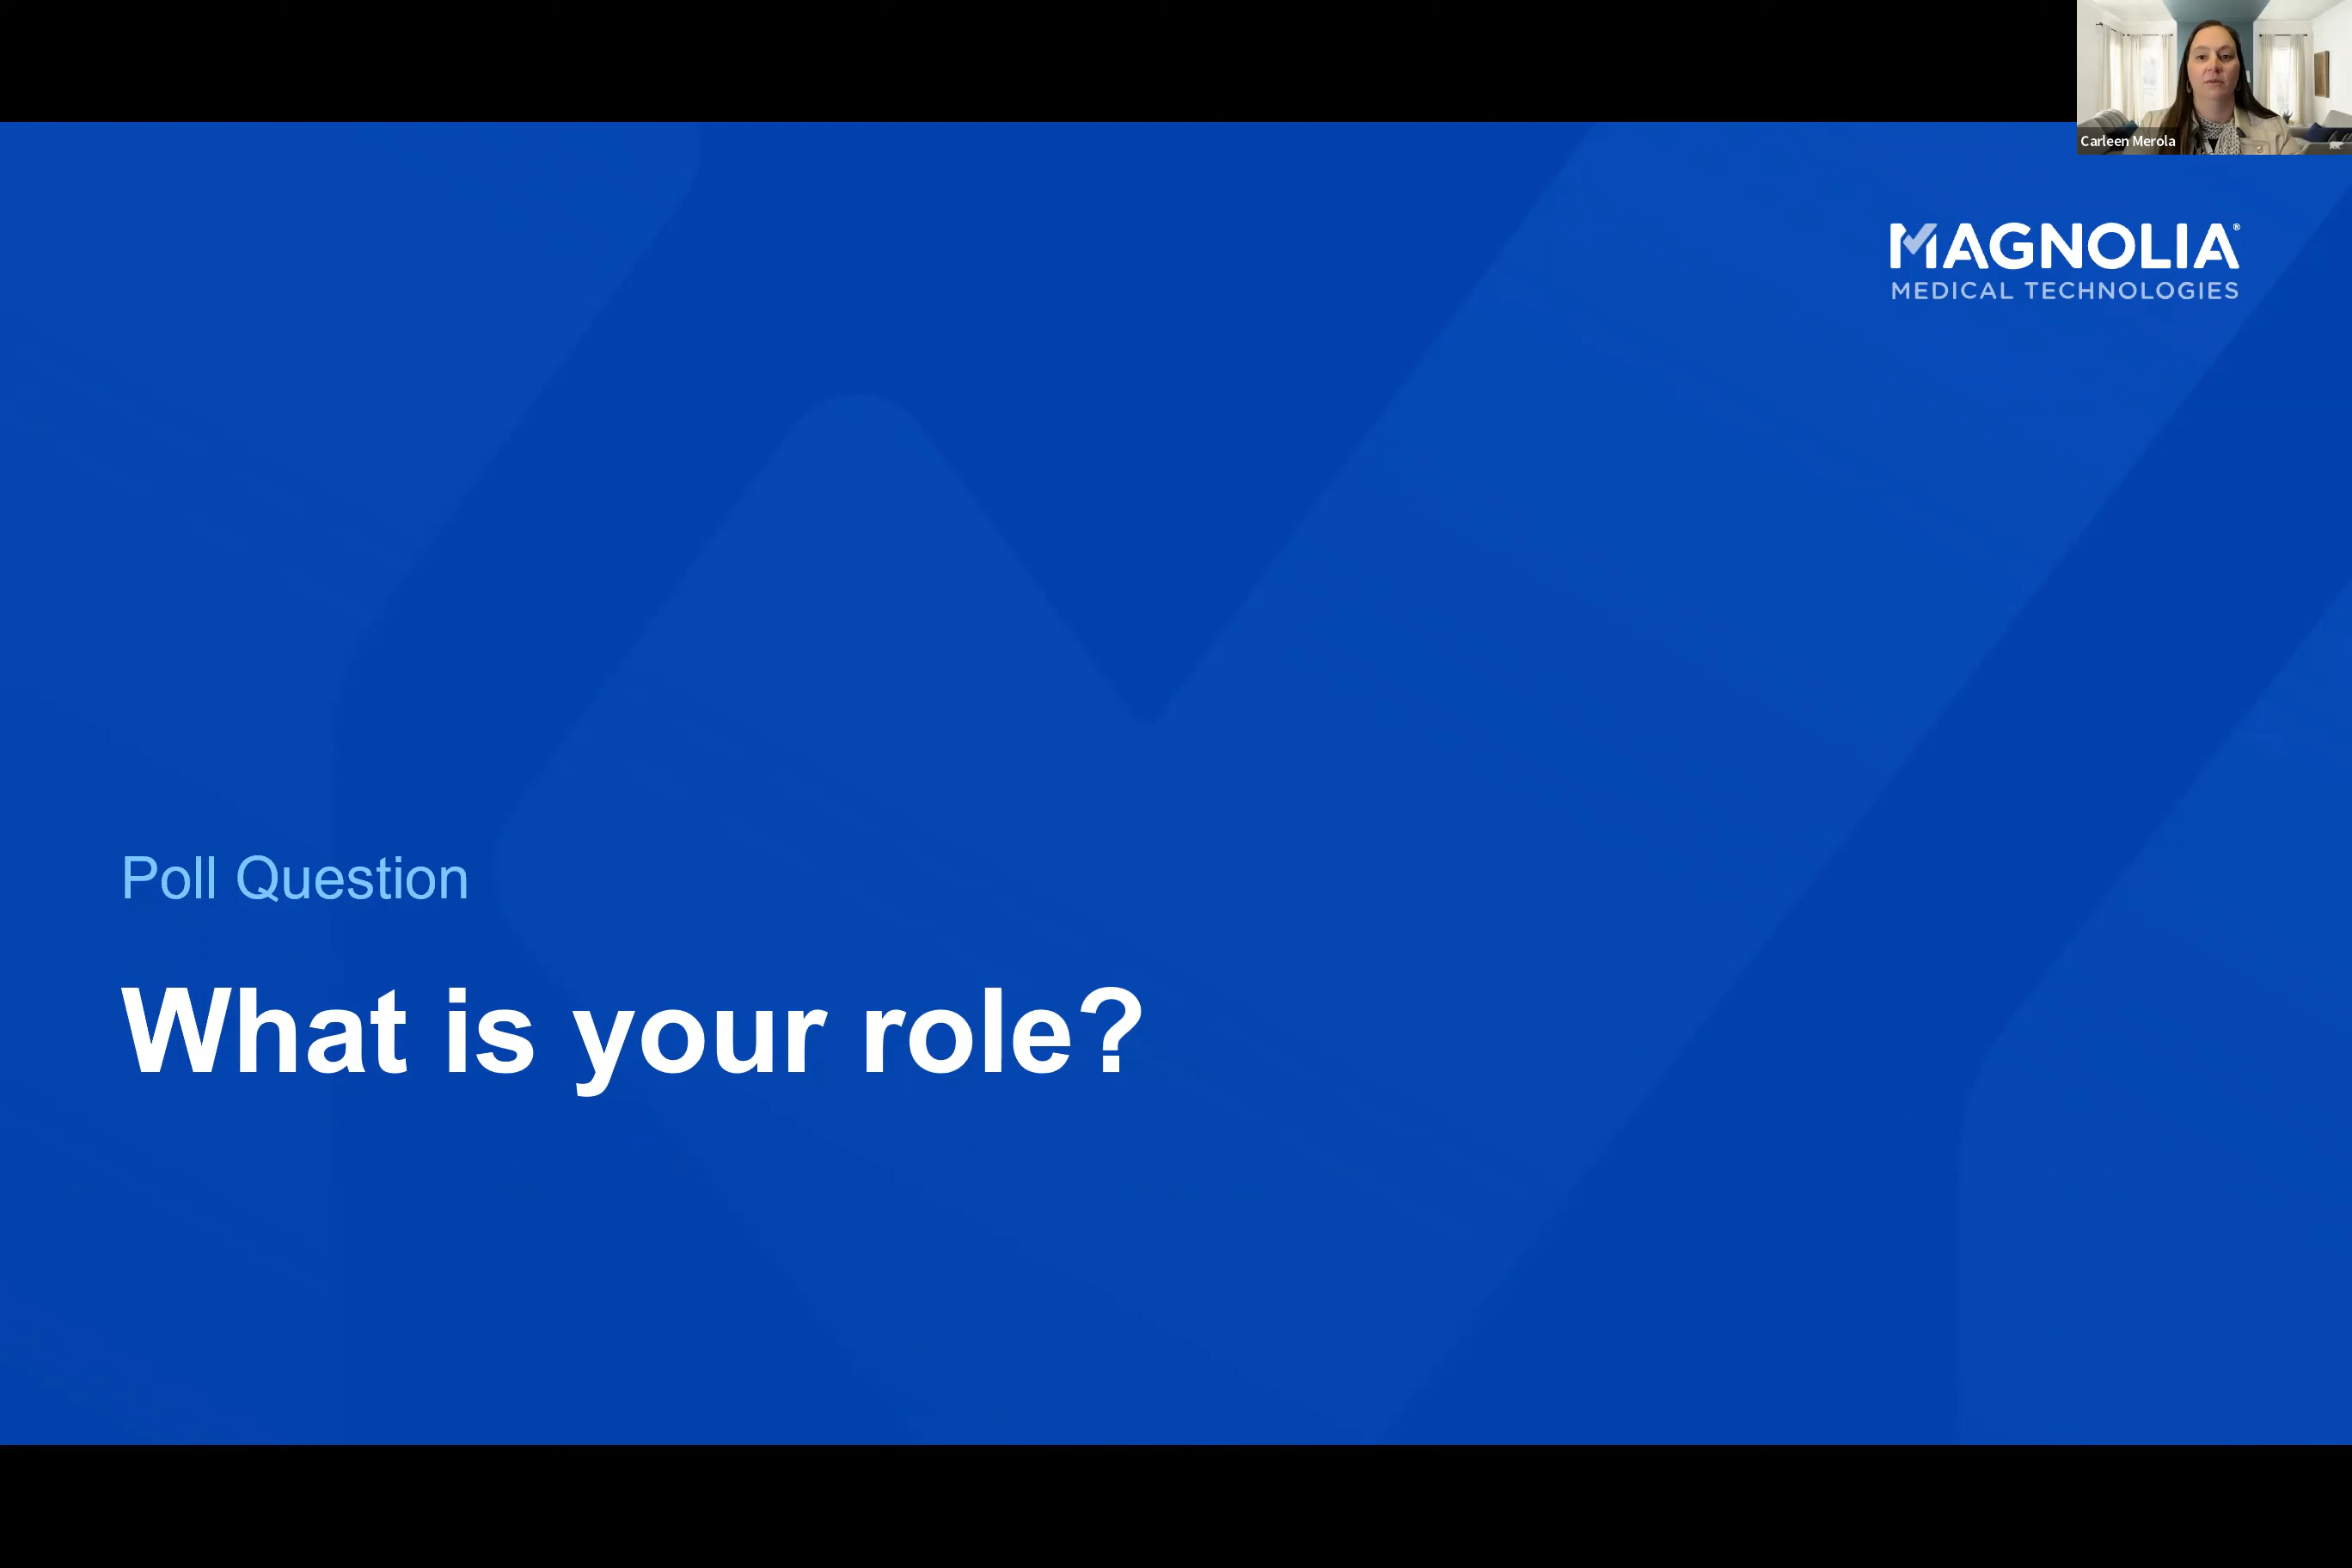 Carleen Merola
MAGNOLIA®
MEDICAL TECHNOLOGIES
Poll Question
What is your role?